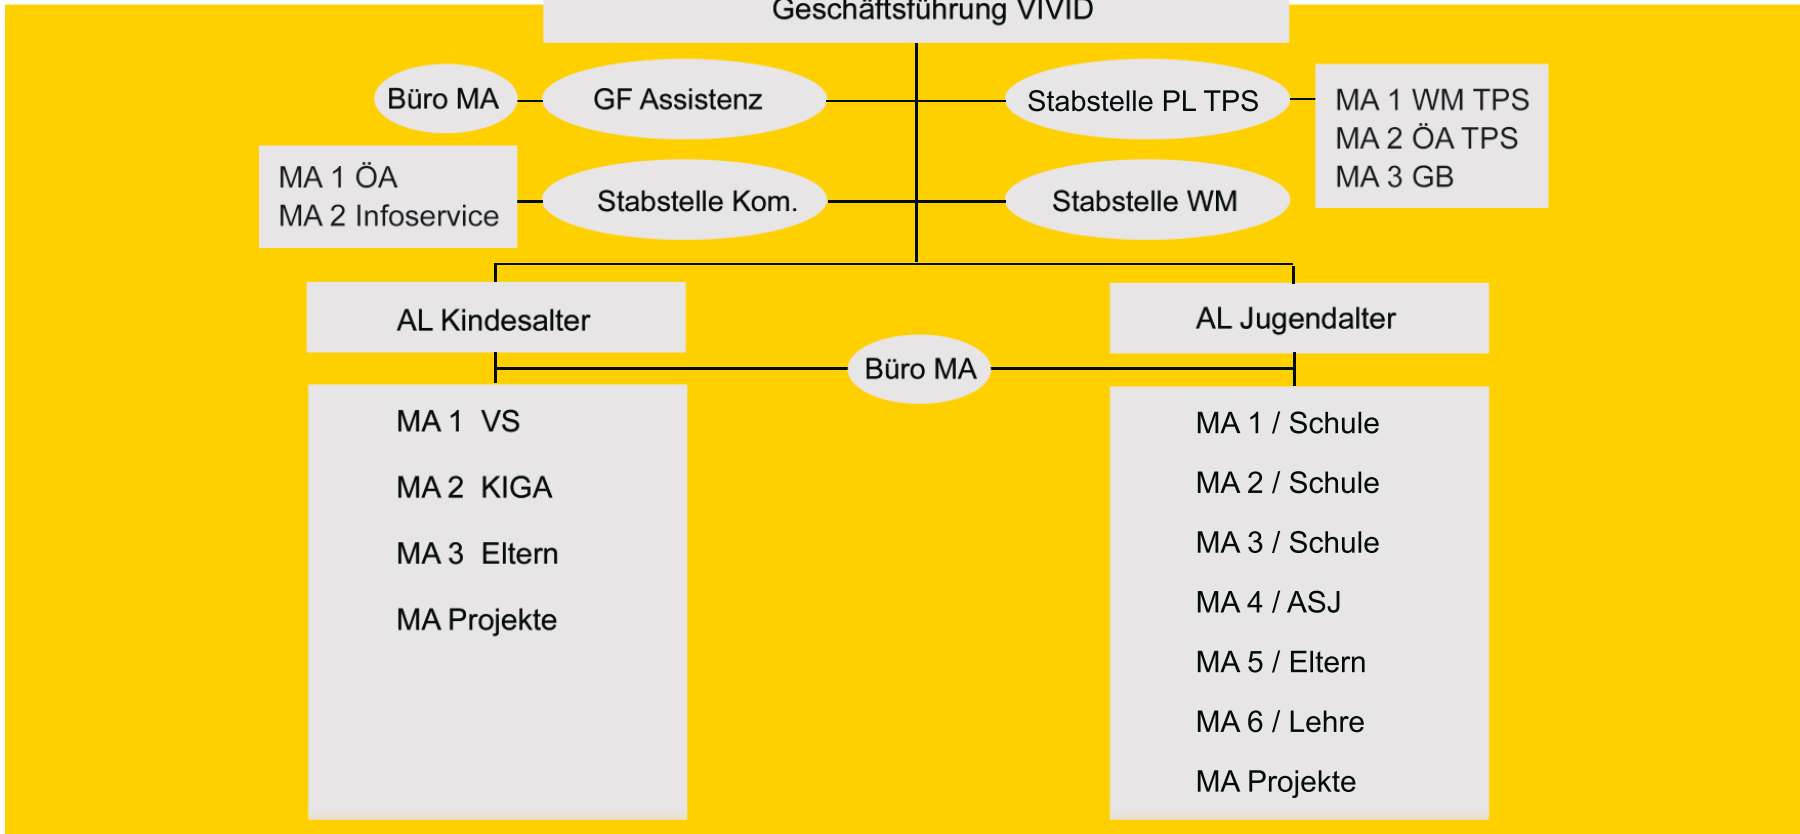 Geschäftsführung VIVID
Büro MA
GF Assistenz
Stabstelle PL TPS
MA 1 WM TPS
MA 2 ÖA TPS
MA 3 GB
MA 1 ÖA
MA 2 Infoservice
Stabstelle Kom.
Stabstelle WM
AL Kindesalter
AL Jugendalter
Büro MA
MA 1 VS
MA 2 KIGA
MA 3 Eltern
MA Projekte
MA 1 / Schule
MA 2 / Schule
MA 3 / Schule
MA 4 / ASJ
MA 5 / Eltern
MA 6 / Lehre
MA Projekte